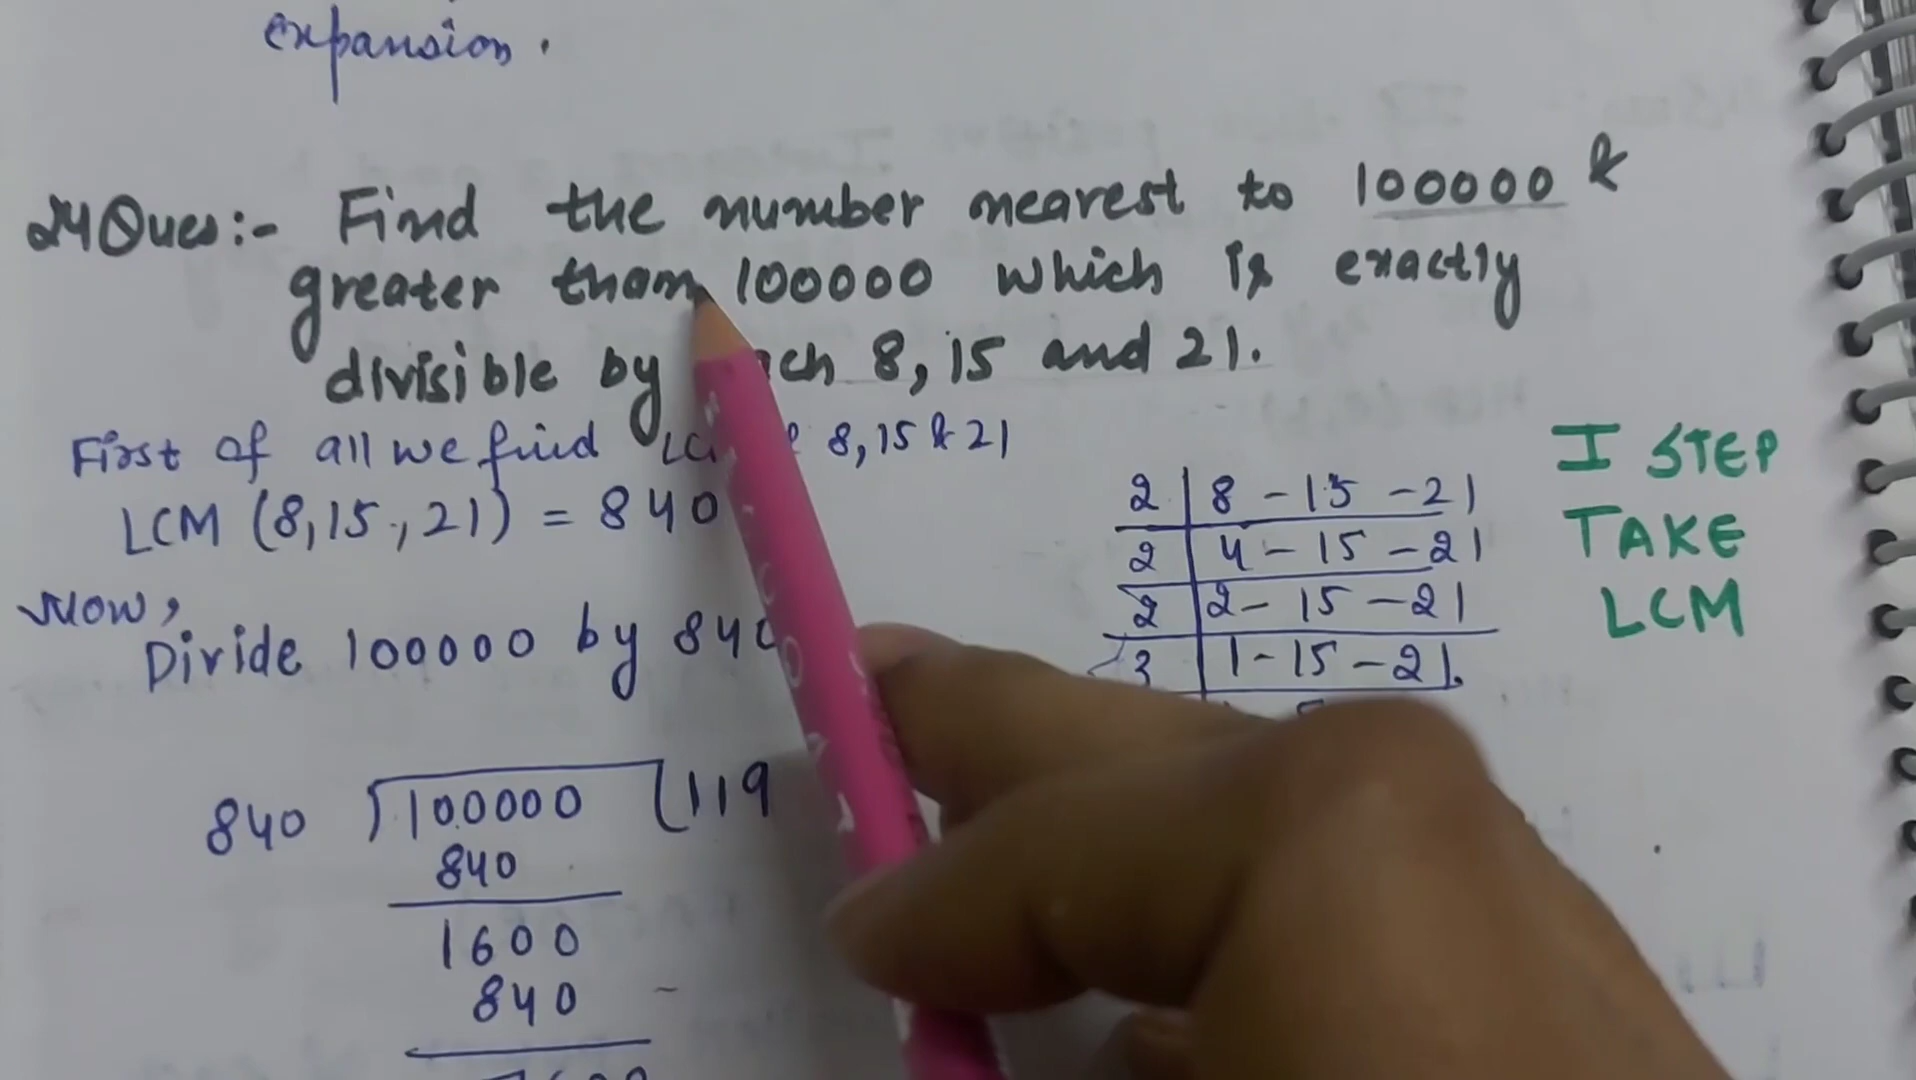 expansion.
24 Ques:- Find the number nearest to 100000 &
greater than 100000 which is exactly
divisible by 8, 15 and 21.
First of all we find 8, 15 & 21
LCM (8, 15, 21) = 840
2 | 8 - 15 - 21
2 | 4 - 15 - 21
2 | 2 - 15 - 21
3 | 1 - 15 - 21
I STEP
TAKE
LCM
Now,
Divide 100000 by 840
840 ) 100000 ( 119
840
1600
840